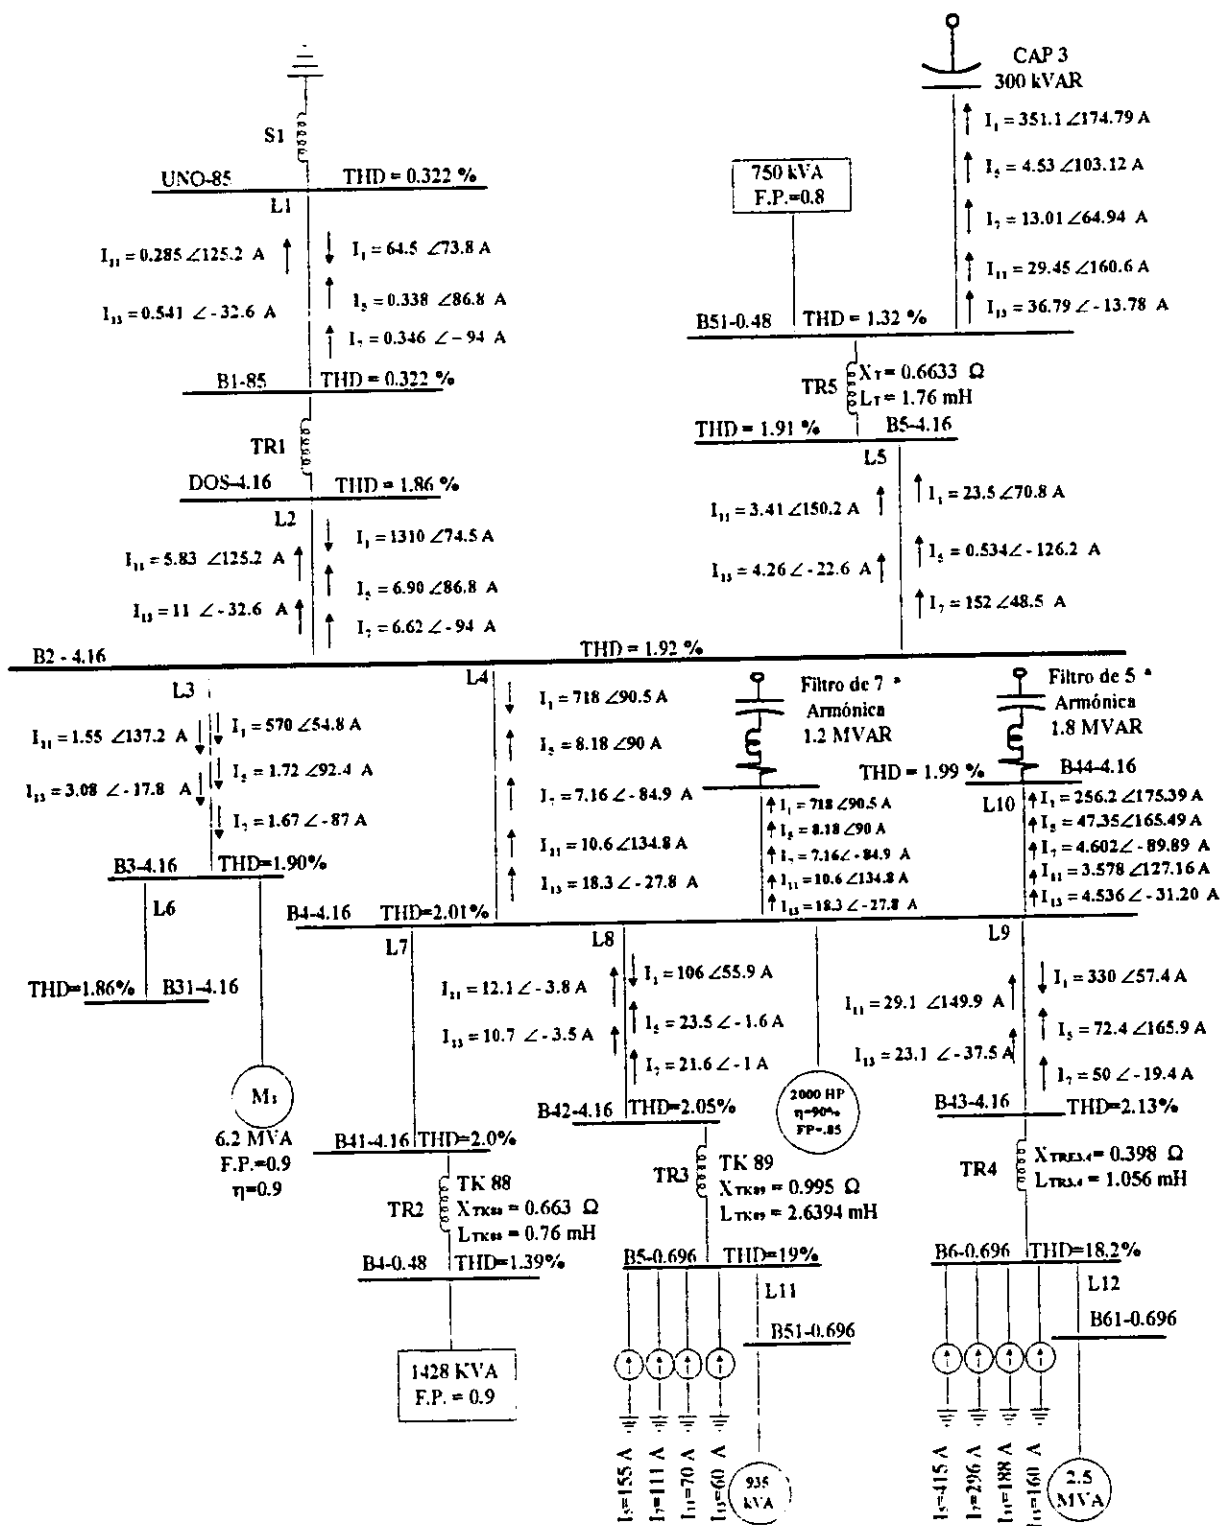 CAP 3
300 kVAR
I₁ = 351.1 ∠174.79 A
I₅ = 4.53 ∠103.12 A
I₇ = 13.01 ∠64.94 A
I₁₁ = 29.45 ∠160.6 A
I₁₃ = 36.79 ∠-13.78 A
750 kVA
F.P.=0.8
B51-0.48 THD = 1.32 %
TR5
X_T = 0.6633 Ω
L_T = 1.76 mH
THD = 1.91 %
B5-4.16
L5
I₁₁ = 3.41 ∠150.2 A
I₁₃ = 4.26 ∠-22.6 A
I₁ = 23.5 ∠70.8 A
I₅ = 0.534∠-126.2 A
I₇ = 152 ∠48.5 A
S1
UNO-85 THD = 0.322 %
L1
I₁₁ = 0.285 ∠125.2 A
I₁₃ = 0.541 ∠-32.6 A
I₁ = 64.5 ∠73.8 A
I₅ = 0.338 ∠86.8 A
I₇ = 0.346 ∠-94 A
B1-85 THD = 0.322 %
TR1
DOS-4.16 THD = 1.86 %
L2
I₁₁ = 5.83 ∠125.2 A
I₁₃ = 11 ∠-32.6 A
I₁ = 1310 ∠74.5 A
I₅ = 6.90 ∠86.8 A
I₇ = 6.62 ∠-94 A
B2 - 4.16
THD = 1.92 %
L3
I₁₁ = 1.55 ∠137.2 A
I₁₃ = 3.08 ∠-17.8 A
I₁ = 570 ∠54.8 A
I₅ = 1.72 ∠92.4 A
I₇ = 1.67 ∠-87 A
B3-4.16 THD=1.90%
L6
THD=1.86% B31-4.16
M₁
6.2 MVA
F.P.=0.9
η=0.9
L4
I₁ = 718 ∠90.5 A
I₅ = 8.18 ∠90 A
I₇ = 7.16 ∠-84.9 A
I₁₁ = 10.6 ∠134.8 A
I₁₃ = 18.3 ∠-27.8 A
Filtro de 7 ª
Armónica
1.2 MVAR
I₁ = 718 ∠90.5 A
I₅ = 8.18 ∠90 A
I₇ = 7.16∠-84.9 A
I₁₁ = 10.6∠134.8 A
I₁₃ = 18.3 ∠-27.8 A
Filtro de 5 ª
Armónica
1.8 MVAR
THD = 1.99 %
B44-4.16
L10
I₁ = 256.2 ∠175.39 A
I₅ = 47.35∠165.49 A
I₇ = 4.602∠-89.89 A
I₁₁ = 3.578∠127.16 A
I₁₃ = 4.536 ∠-31.20 A
B4-4.16 THD=2.01%
L7
B41-4.16 THD=2.0%
TR2
TK 88
X_TK88 = 0.663 Ω
L_TK88 = 0.76 mH
B4-0.48 THD=1.39%
1428 KVA
F.P. = 0.9
L8
I₁₁ = 12.1 ∠-3.8 A
I₁₃ = 10.7 ∠-3.5 A
I₁ = 106 ∠55.9 A
I₅ = 23.5 ∠-1.6 A
I₇ = 21.6 ∠-1 A
B42-4.16 THD=2.05%
TR3
TK 89
X_TK89 = 0.995 Ω
L_TK89 = 2.6394 mH
B5-0.696 THD=19%
L11
B51-0.696
I₅=155 A
I₇=111 A
I₁₁=70 A
I₁₃=60 A
935
kVA
2000 HP
η=90%
FP=.85
L9
I₁₁ = 29.1 ∠149.9 A
I₁₃ = 23.1 ∠-37.5 A
I₁ = 330 ∠57.4 A
I₅ = 72.4 ∠165.9 A
I₇ = 50 ∠-19.4 A
B43-4.16 THD=2.13%
TR4
X_TRE3.4 = 0.398 Ω
L_TR3.4 = 1.056 mH
B6-0.696 THD=18.2%
L12
B61-0.696
I₅=415 A
I₇=296 A
I₁₁=188 A
I₁₃=160 A
2.5
MVA